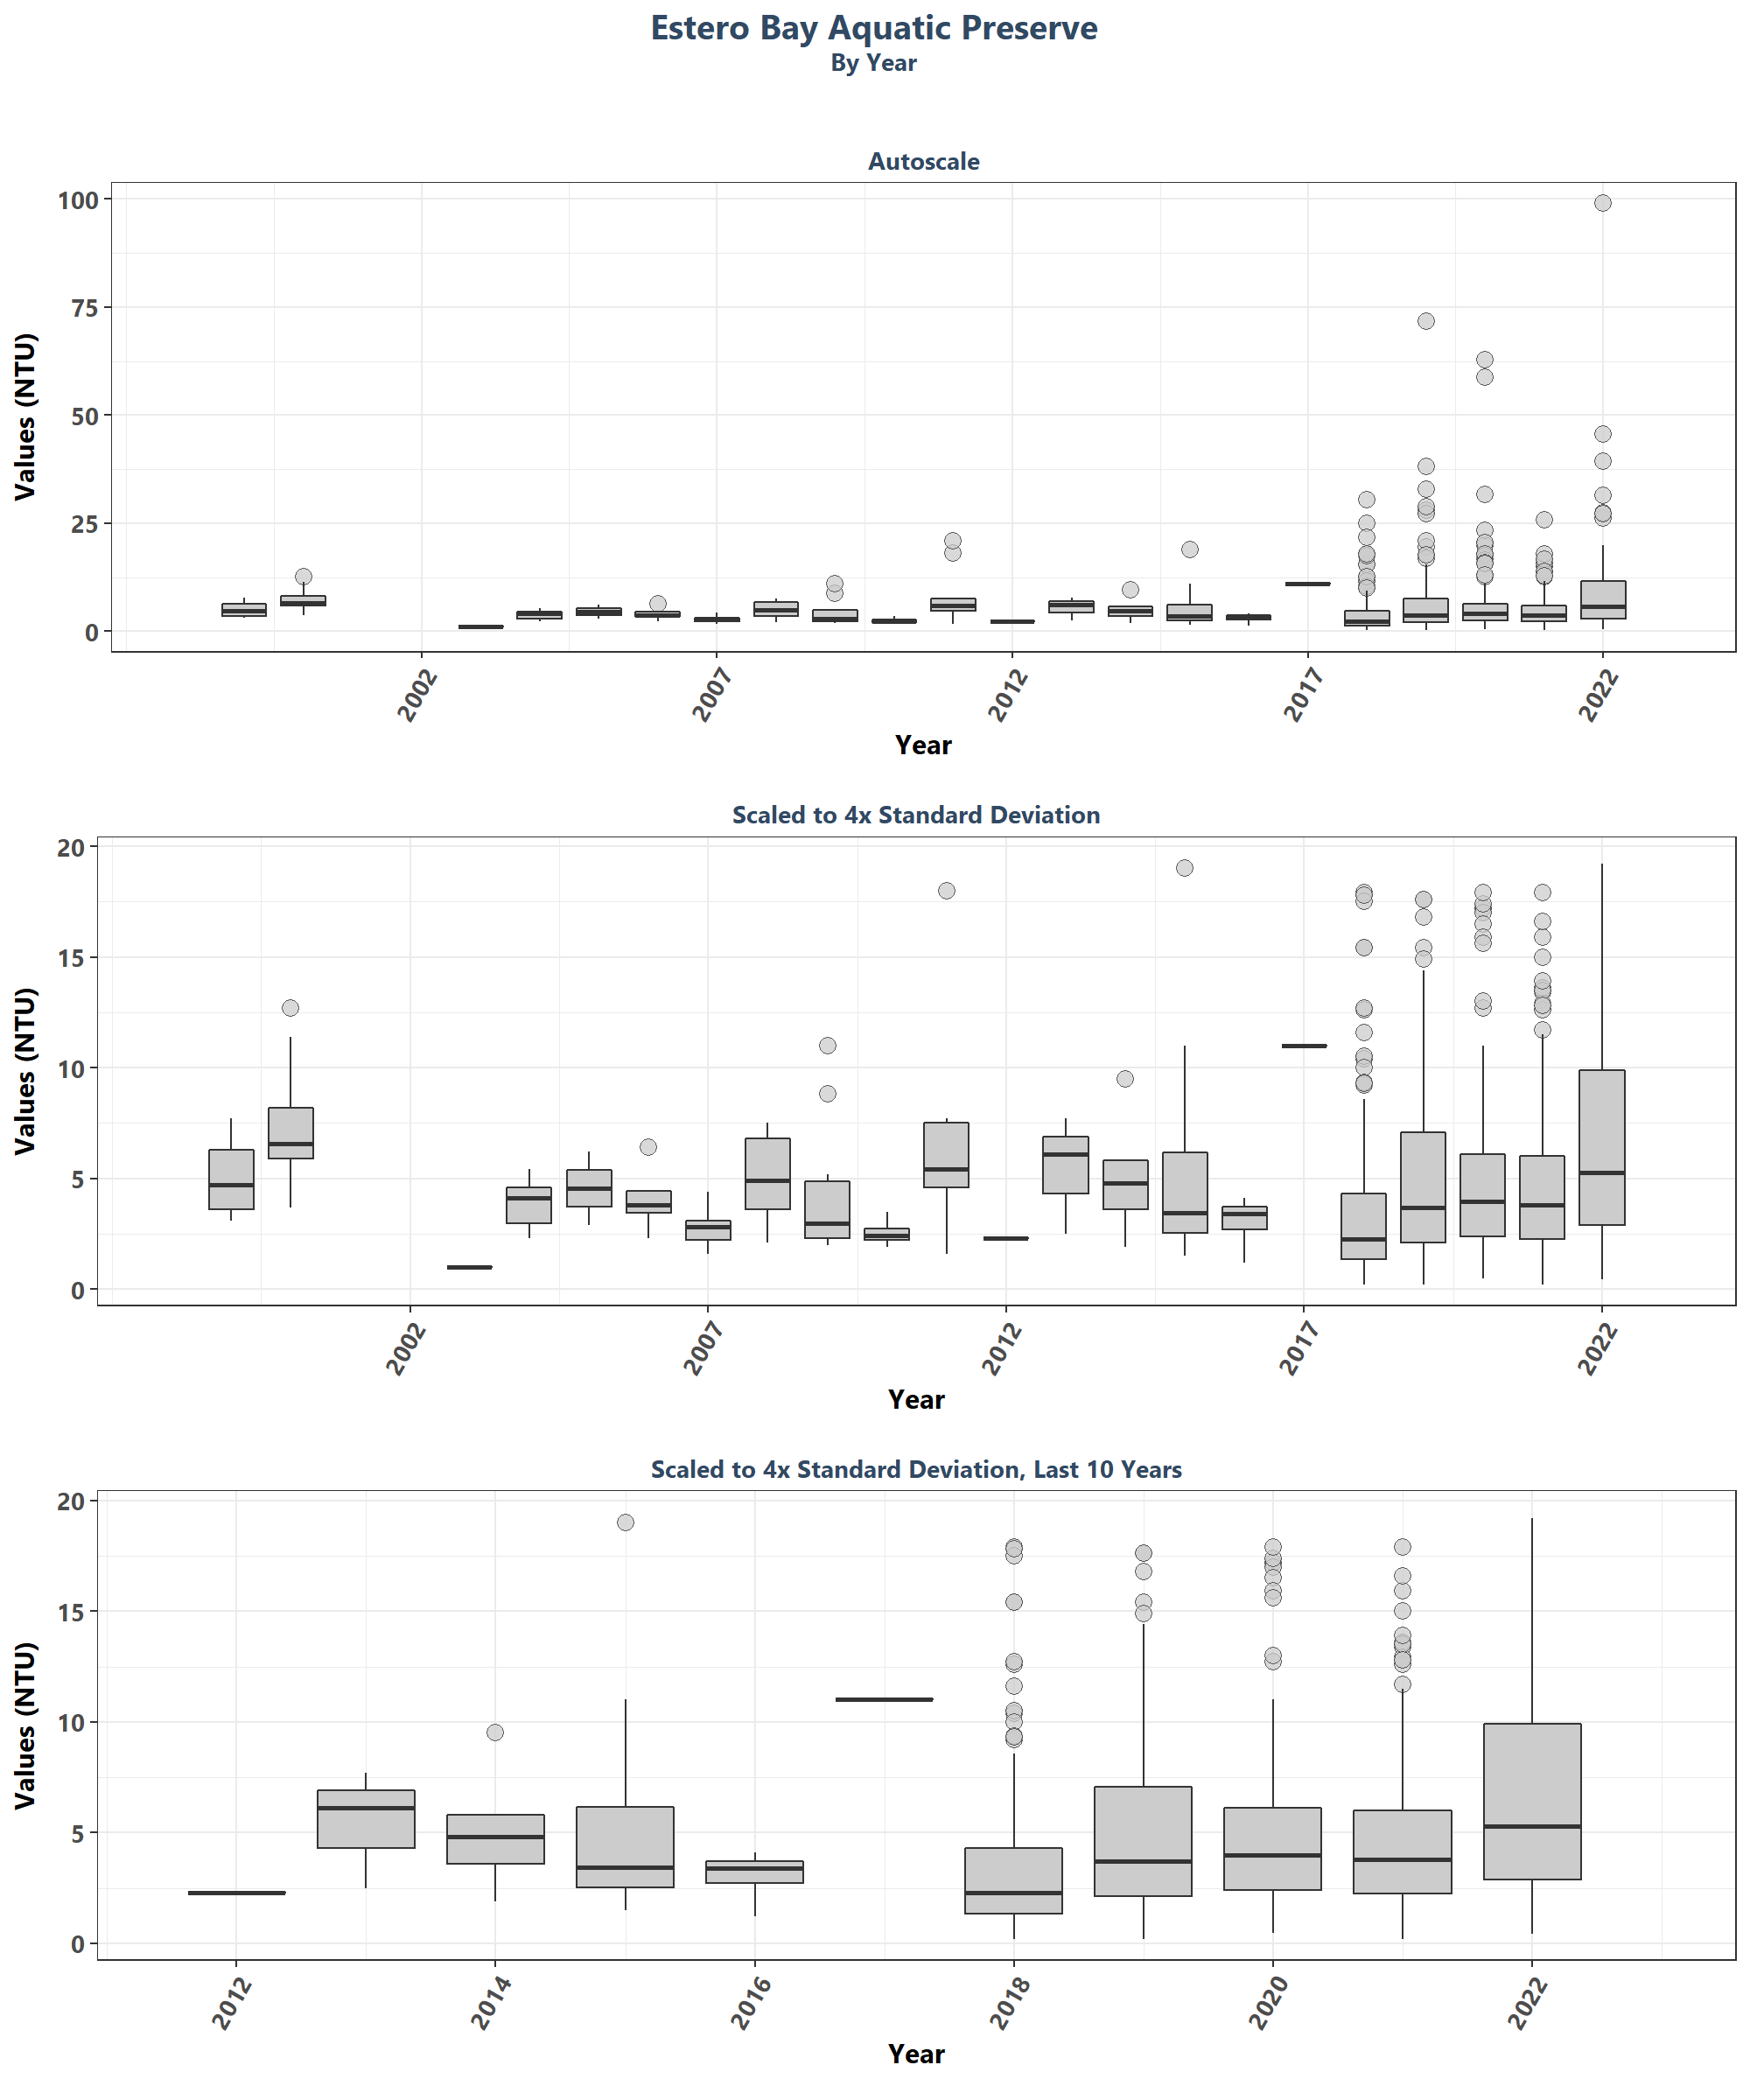 Estero Bay Aquatic Preserve
By Year
Autoscale
Values (NTU)
100
75
50
25
0
2002
2007
2012
2017
2022
Year
Scaled to 4x Standard Deviation
Values (NTU)
20
15
10
5
0
2002
2007
2012
2017
2022
Year
Scaled to 4x Standard Deviation, Last 10 Years
Values (NTU)
20
15
10
5
0
2012
2014
2016
2018
2020
2022
Year